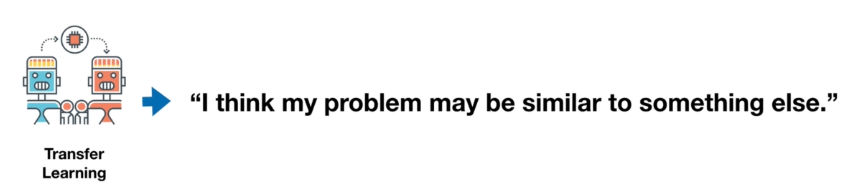 “I think my problem may be similar to something else.”
Transfer
Learning